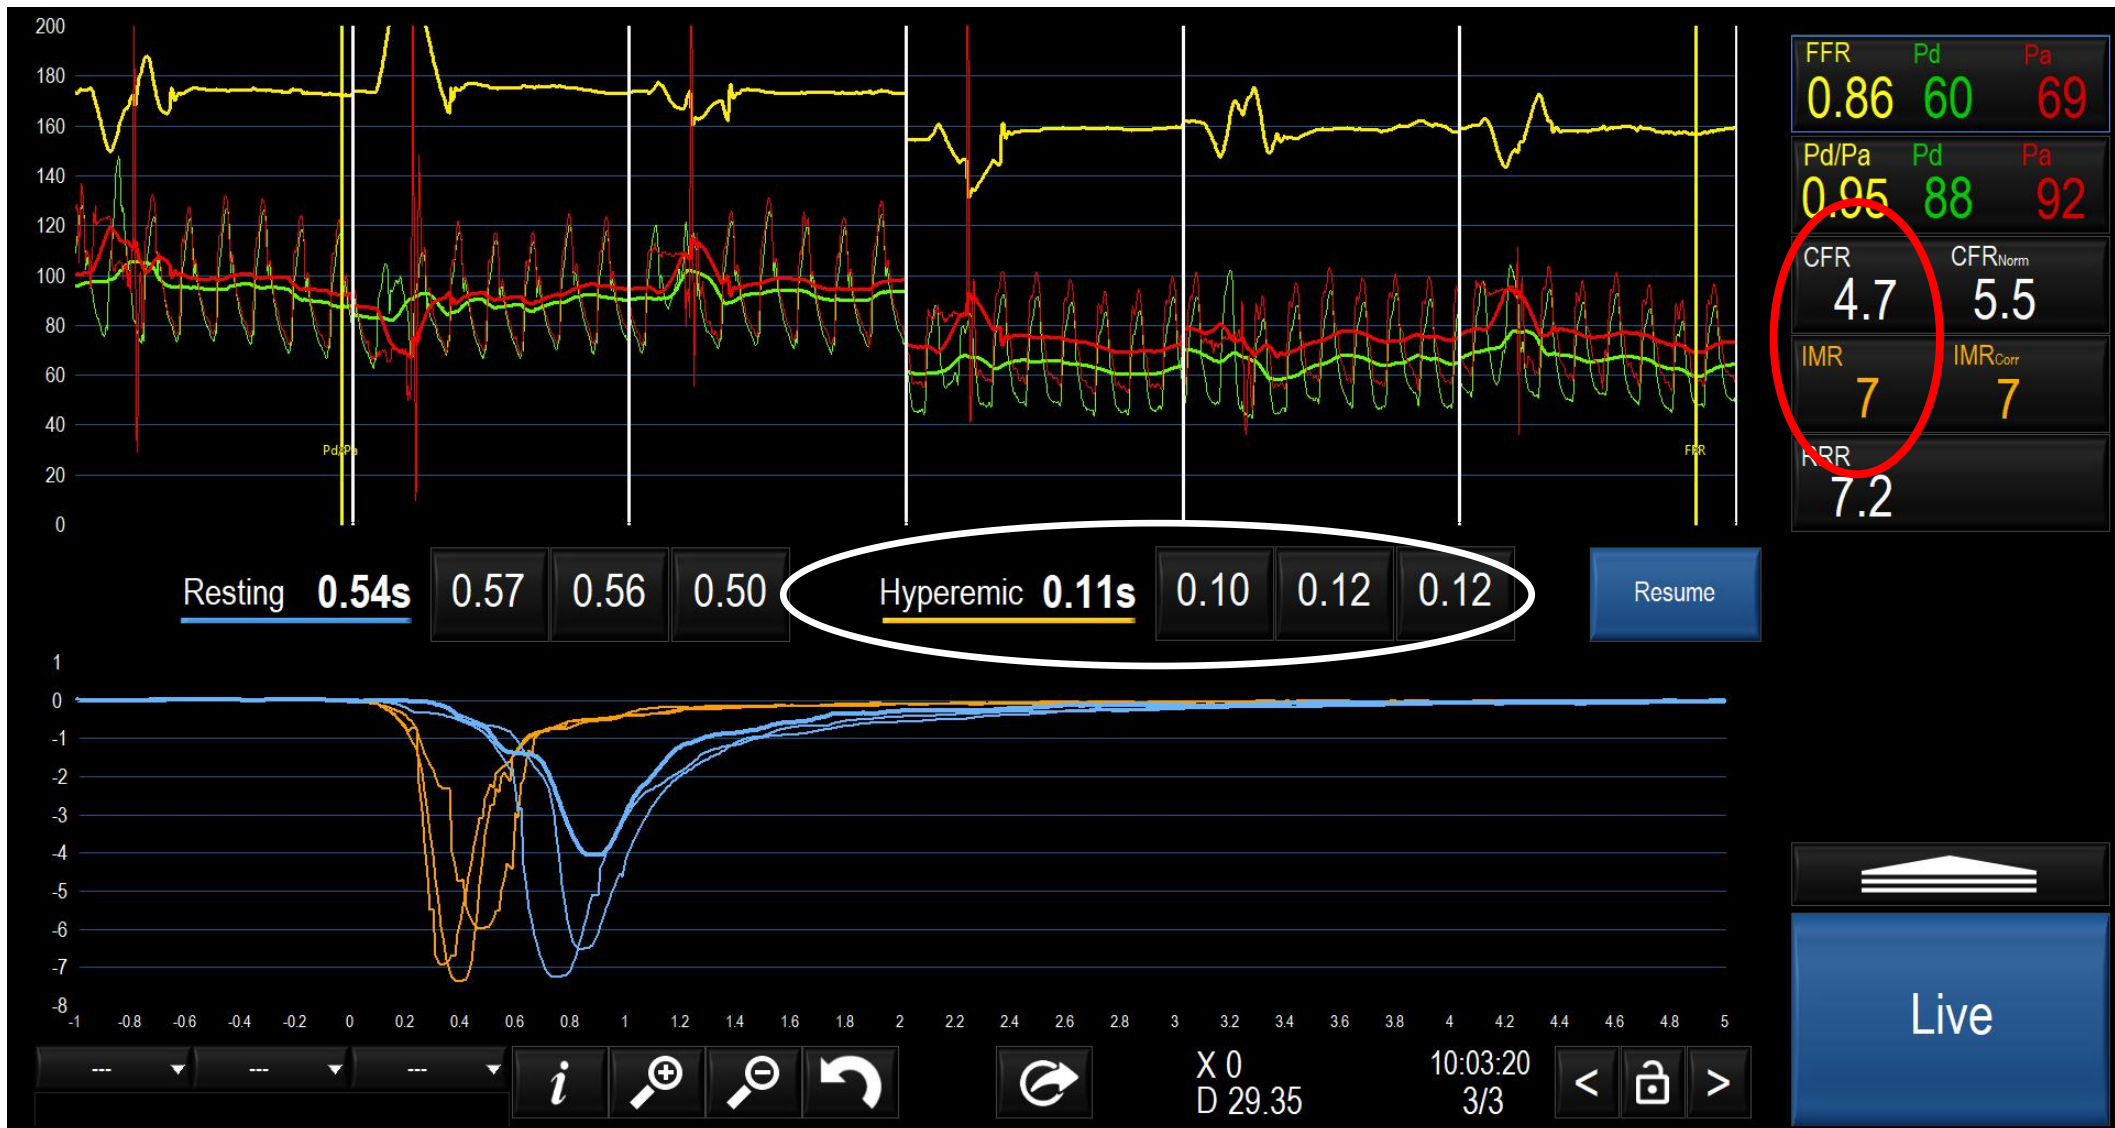 200
180
160
140
120
100
80
60
40
20
0
Pd/Pa
FFR
FFR Pd Pa
0.86 60 69
Pd/Pa Pd Pa
0.95 88 92
CFR CFRNorm
4.7 5.5
IMR IMRCorr
7 7
RRR
7.2
Resting 0.54s 0.57 0.56 0.50 Hyperemic 0.11s 0.10 0.12 0.12 Resume
1
0
-1
-2
-3
-4
-5
-6
-7
-8
-1 -0.8 -0.6 -0.4 -0.2 0 0.2 0.4 0.6 0.8 1 1.2 1.4 1.6 1.8 2 2.2 2.4 2.6 2.8 3 3.2 3.4 3.6 3.8 4 4.2 4.4 4.6 4.8 5
Live
--- --- --- i X 0 10:03:20 < >
D 29.35 3/3